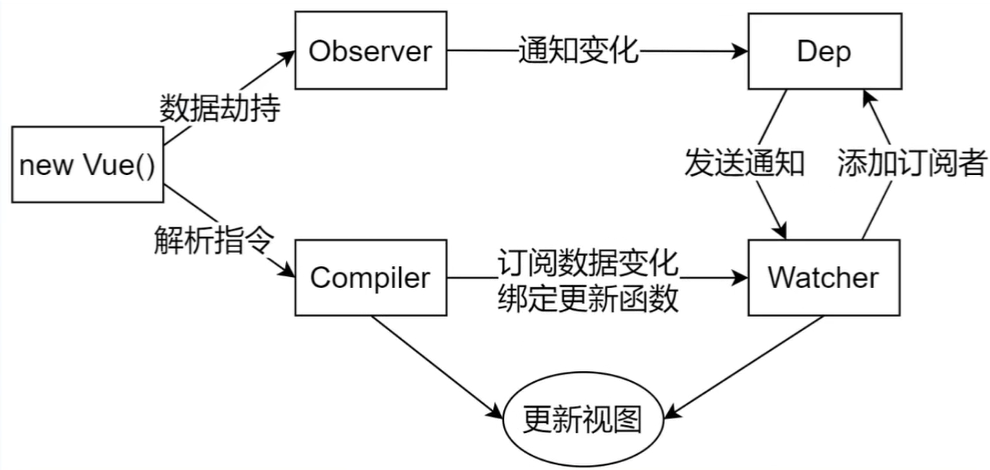 Observer
通知变化
Dep
数据劫持
new Vue()
发送通知
添加订阅者
解析指令
Compiler
订阅数据变化
绑定更新函数
Watcher
更新视图